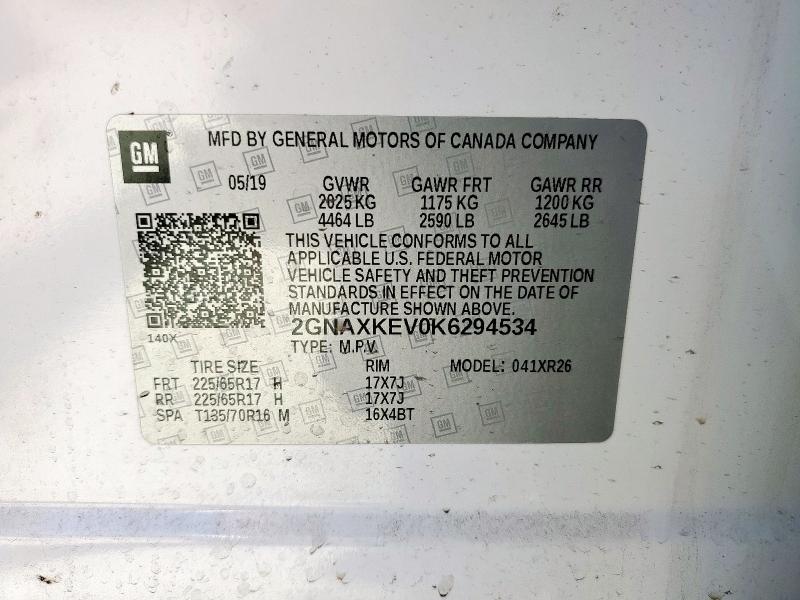 GM
MFD BY GENERAL MOTORS OF CANADA COMPANY
05/19 GVWR GAWR FRT GAWR RR
2025 KG 1175 KG 1200 KG
4464 LB 2590 LB 2645 LB
THIS VEHICLE CONFORMS TO ALL
APPLICABLE U.S. FEDERAL MOTOR
VEHICLE SAFETY AND THEFT PREVENTION
STANDARDS IN EFFECT ON THE DATE OF
MANUFACTURE SHOWN ABOVE.
2GNAXKEV0K6294534
140X
TYPE: M.P.V.
TIRE SIZE RIM MODEL: 041XR26
FRT 225/65R17 H 17X7J
RR 225/65R17 H 17X7J
SPA T135/70R16 M 16X4BT